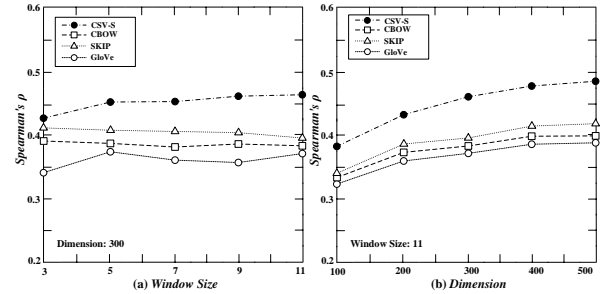 0.6
0.5
0.4
0.3
0.2
Spearman's ρ
CSV-S
CBOW
SKIP
GloVe
Dimension: 300
3 5 7 9 11
(a) Window Size
0.6
0.5
0.4
0.3
0.2
Spearman's ρ
CSV-S
CBOW
SKIP
GloVe
Window Size: 11
100 200 300 400 500
(b) Dimension